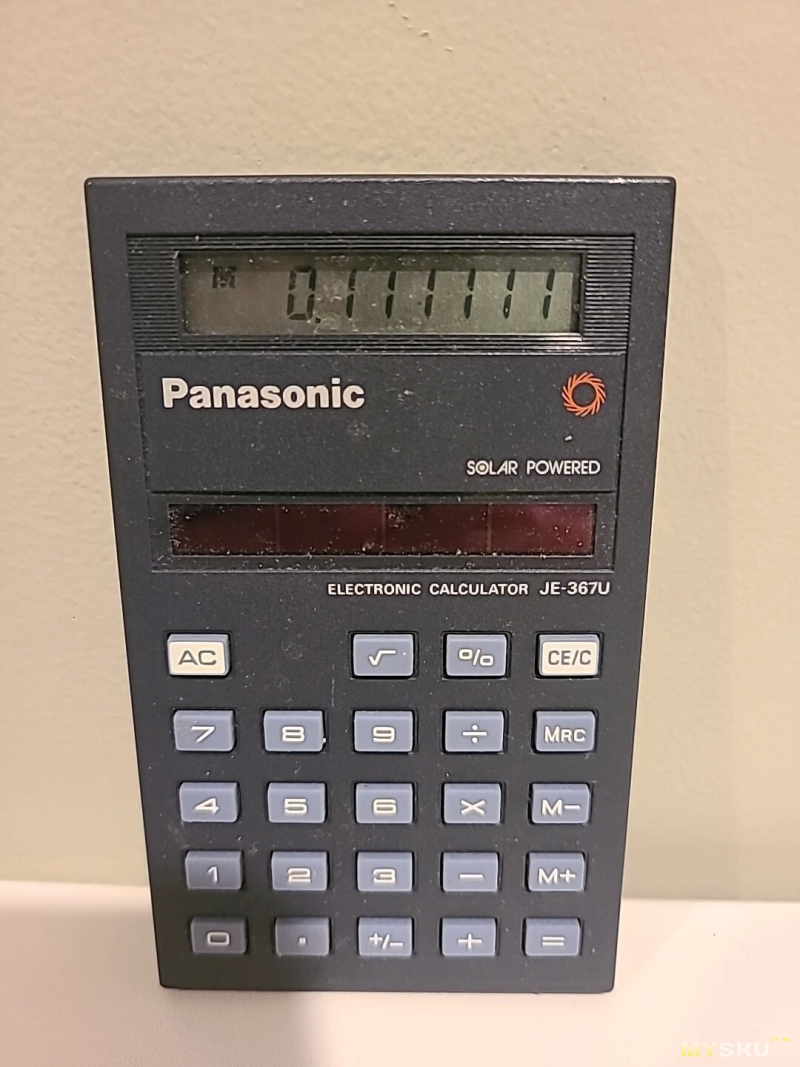 M 0.111111
Panasonic
SOLAR POWERED
ELECTRONIC CALCULATOR JE-367U
AC √ % CE/C
7 8 9 ÷ MRC
4 5 6 × M−
1 2 3 − M+
0 . +/− + =
MYSKU